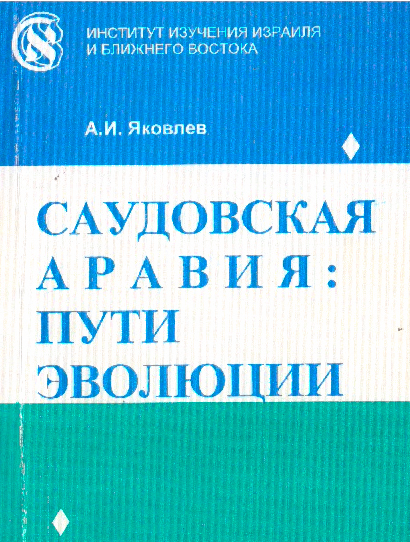 ИНСТИТУТ ИЗУЧЕНИЯ ИЗРАИЛЯ
И БЛИЖНЕГО ВОСТОКА
А.И. Яковлев
САУДОВСКАЯ
АРАВИЯ:
ПУТИ
ЭВОЛЮЦИИ